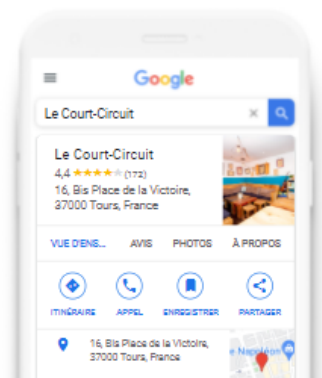 Google
Le Court-Circuit
Le Court-Circuit
4,4 (172)
16, Bis Place de la Victoire,
37000 Tours, France
VUE D'ENS... AVIS PHOTOS À PROPOS
ITINÉRAIRE APPEL ENREGISTRER PARTAGER
16, Bis Place de la Victoire,
37000 Tours, France
e Napoléon